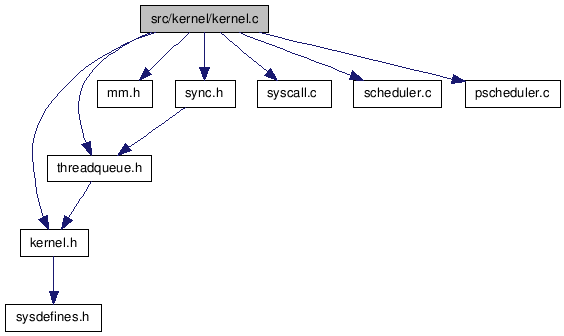 src/kernel/kernel.c
mm.h
sync.h
syscall.c
scheduler.c
pscheduler.c
threadqueue.h
kernel.h
sysdefines.h